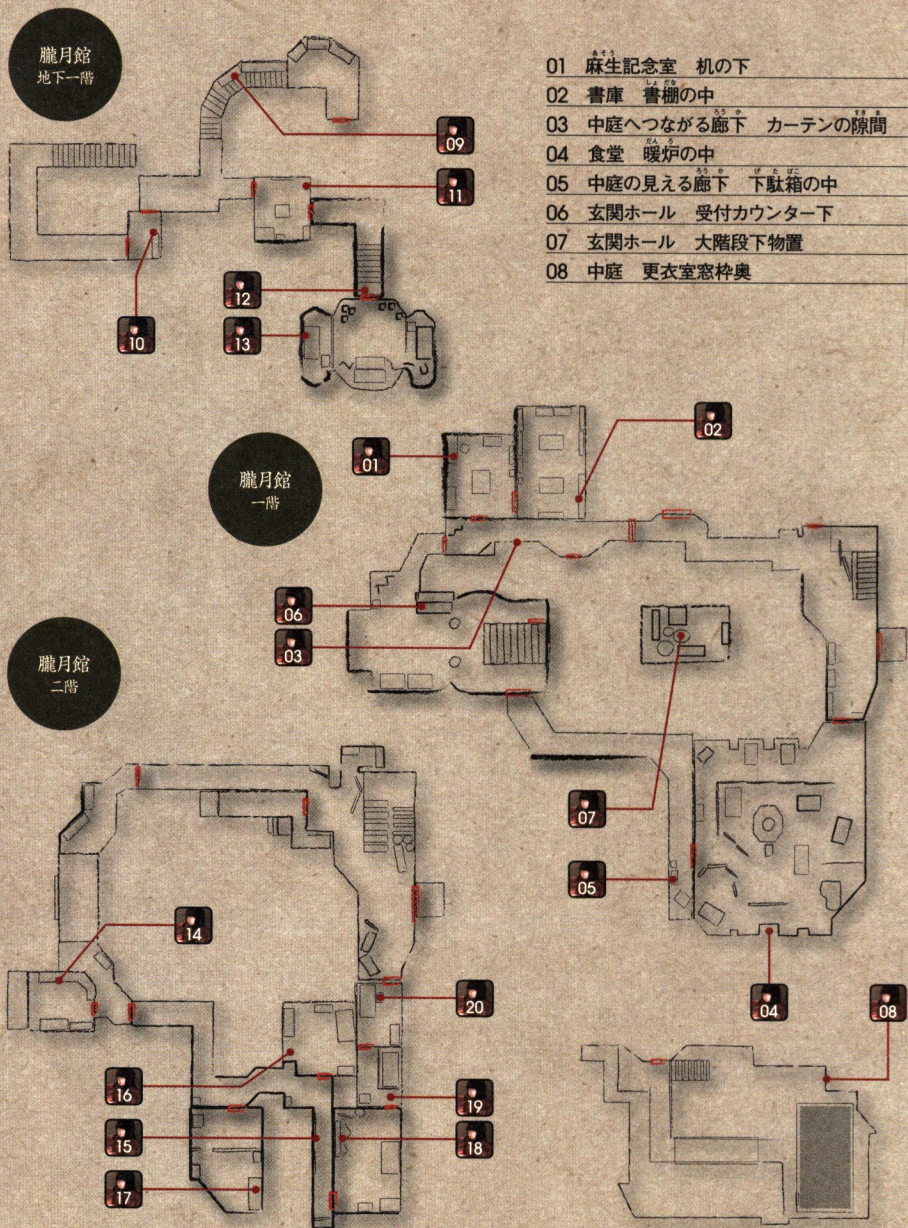 朧月館
地下一階
01 麻生記念室 机の下
02 書庫 書棚の中
03 中庭へつながる廊下 カーテンの隙間
04 食堂 暖炉の中
05 中庭の見える廊下 下駄箱の中
06 玄関ホール 受付カウンター下
07 玄関ホール 大階段下物置
08 中庭 更衣室窓枠奥
09
11
12
13
10
朧月館
一階
01
02
06
03
07
05
04
08
朧月館
二階
14
20
16
19
15
18
17